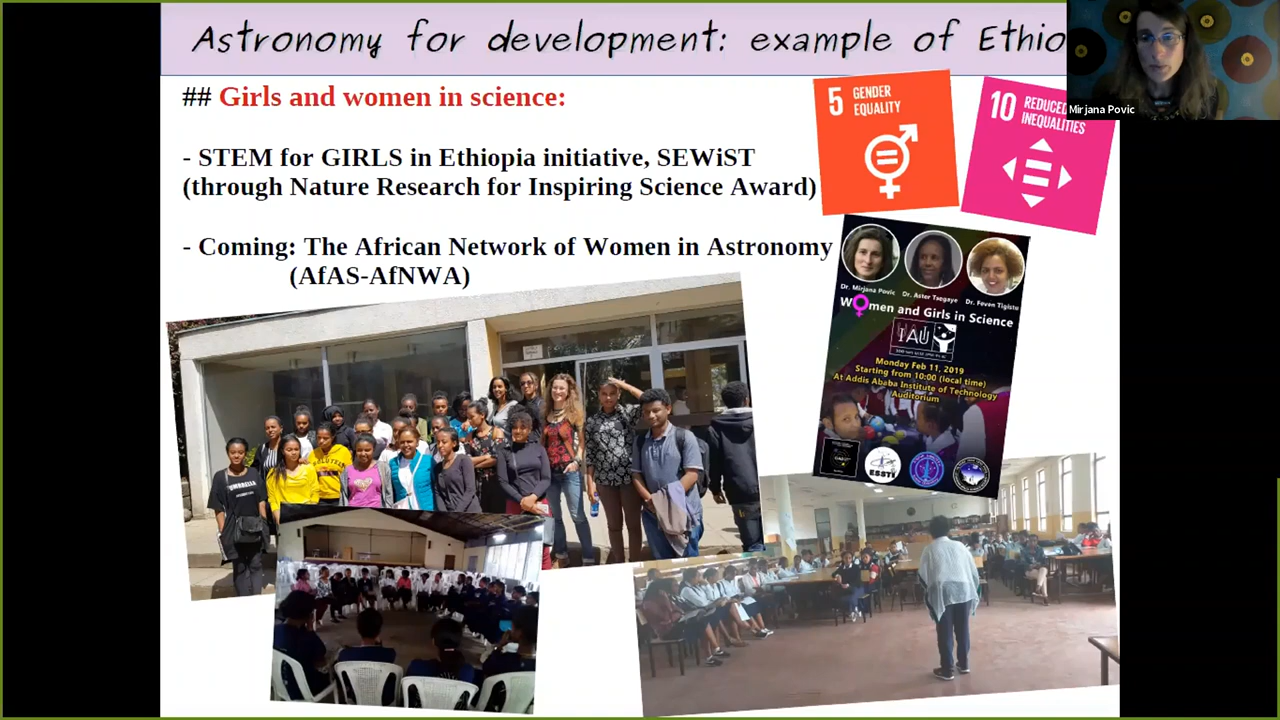 Astronomy for development: example of Ethio
Mirjana Povic
## Girls and women in science:
- STEM for GIRLS in Ethiopia initiative, SEWiST
(through Nature Research for Inspiring Science Award)
- Coming: The African Network of Women in Astronomy
(AfAS-AfNWA)
5 GENDER
EQUALITY
10 REDUCED
INEQUALITIES
Dr. Mirjana Povic
Dr. Aster Tsegaye
Dr. Feven Tigistu
Women and Girls in Science
IAU
Monday Feb 11, 2019
Starting from 10:00 (local time)
At Addis Ababa Institute of Technology
Auditorium
ESSTI
UMBRELLA